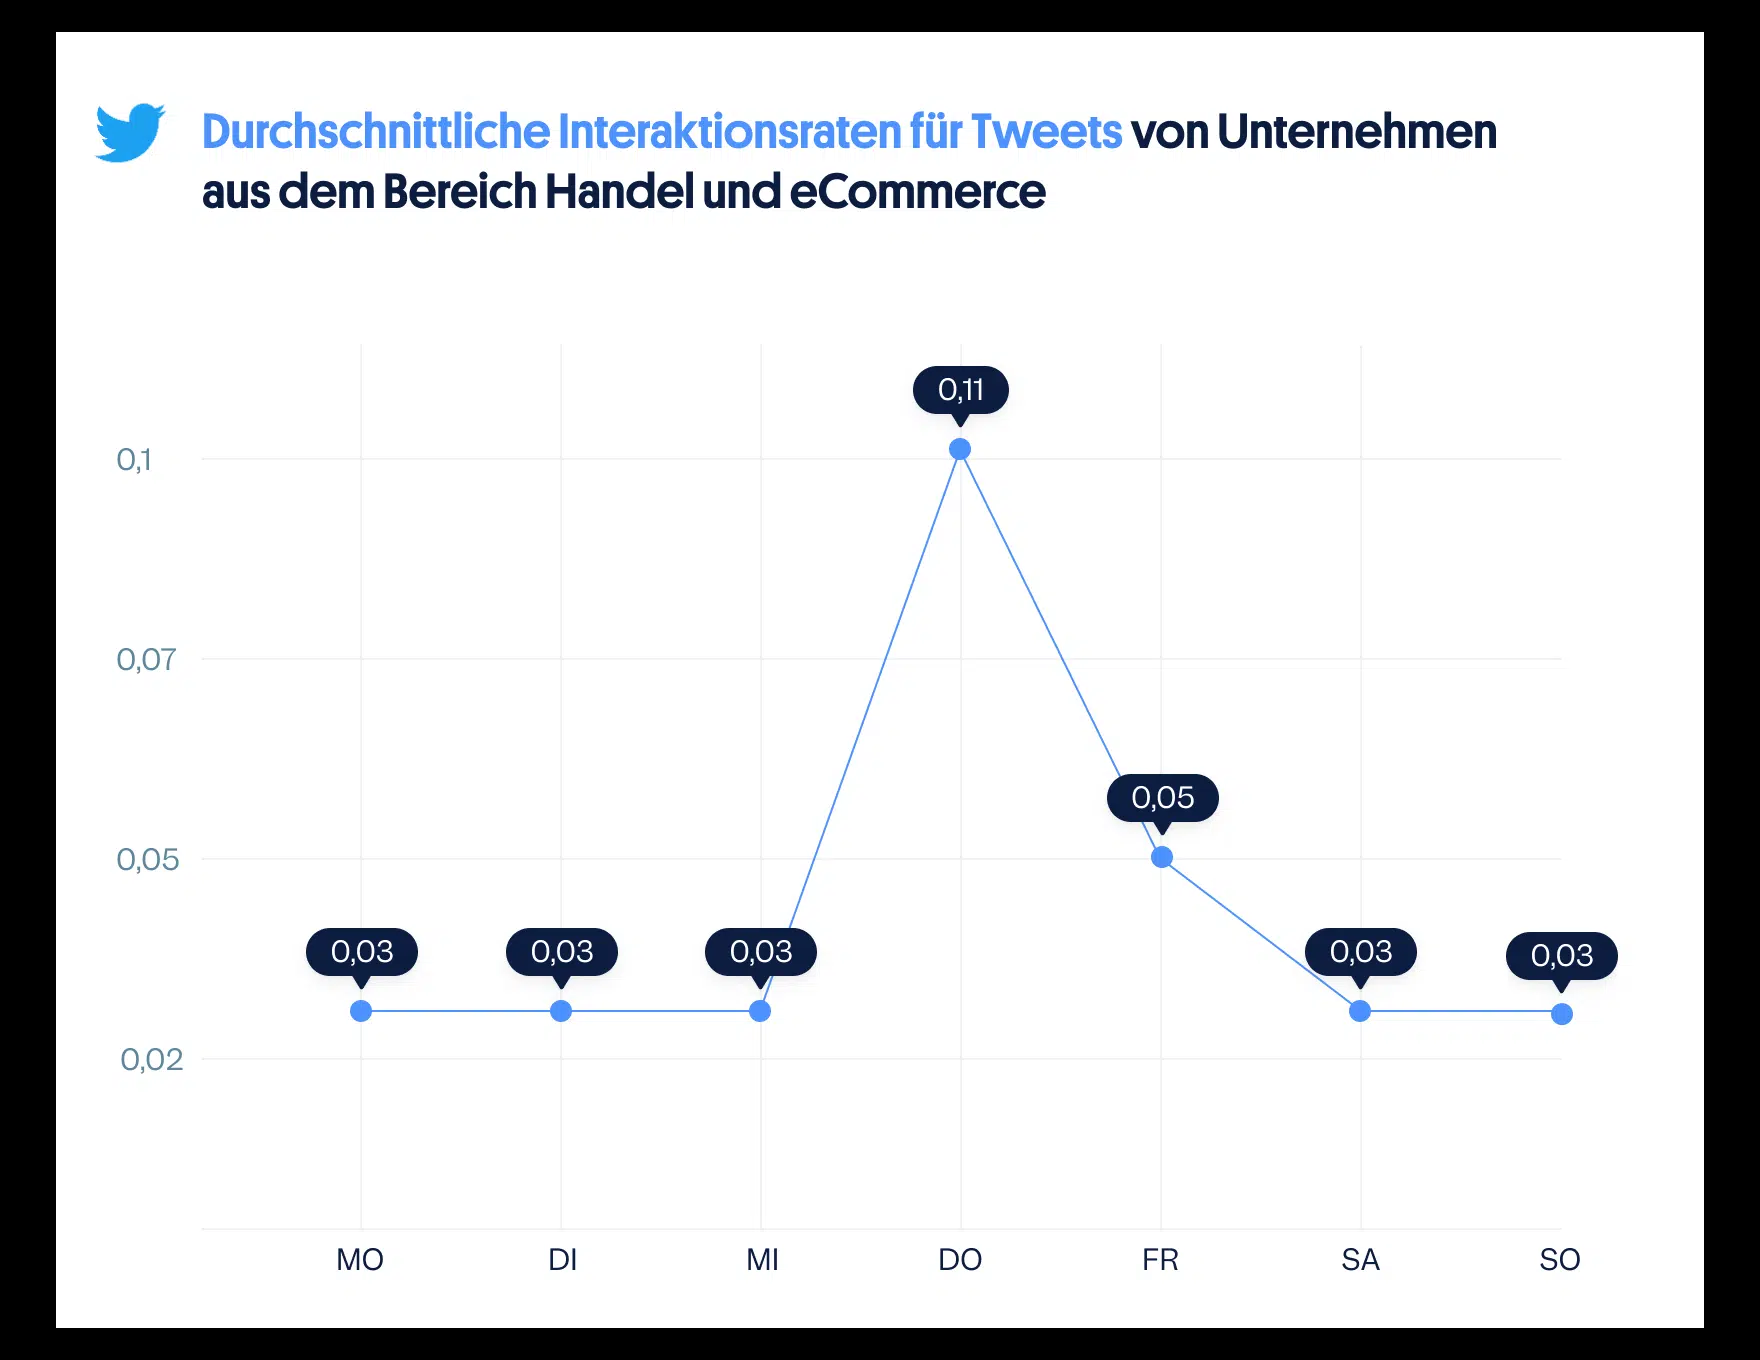 Durchschnittliche Interaktionsraten für Tweets von Unternehmen
aus dem Bereich Handel und eCommerce
0,11
0,1
0,07
0,05
0,05
0,03 0,03 0,03 0,03 0,03
0,02
MO DI MI DO FR SA SO